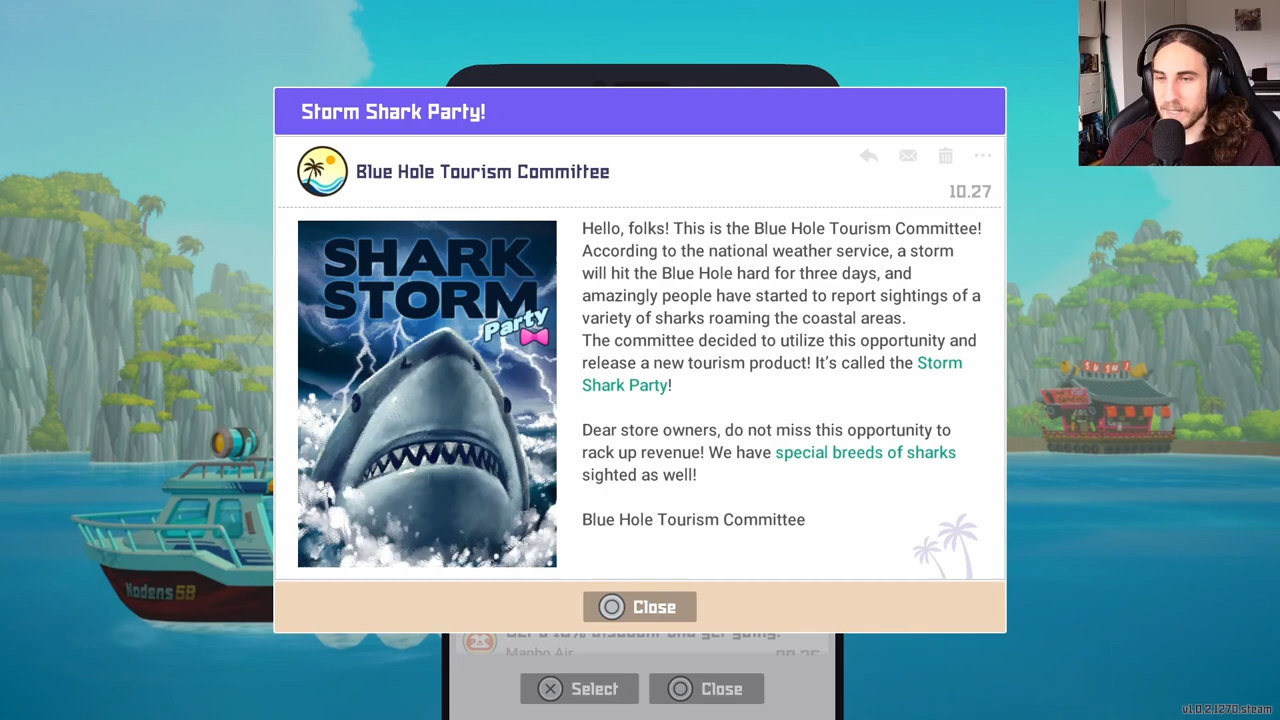 Storm Shark Party!
Blue Hole Tourism Committee
10.27
SHARK
STORM
Party
Hello, folks! This is the Blue Hole Tourism Committee!
According to the national weather service, a storm
will hit the Blue Hole hard for three days, and
amazingly people have started to report sightings of a
variety of sharks roaming the coastal areas.
The committee decided to utilize this opportunity and
release a new tourism product! It's called the Storm
Shark Party!
Dear store owners, do not miss this opportunity to
rack up revenue! We have special breeds of sharks
sighted as well!
Blue Hole Tourism Committee
SUSHI
Nadens 68
Close
Manbo Air
Select
Close
v1.0.2.1270.steam